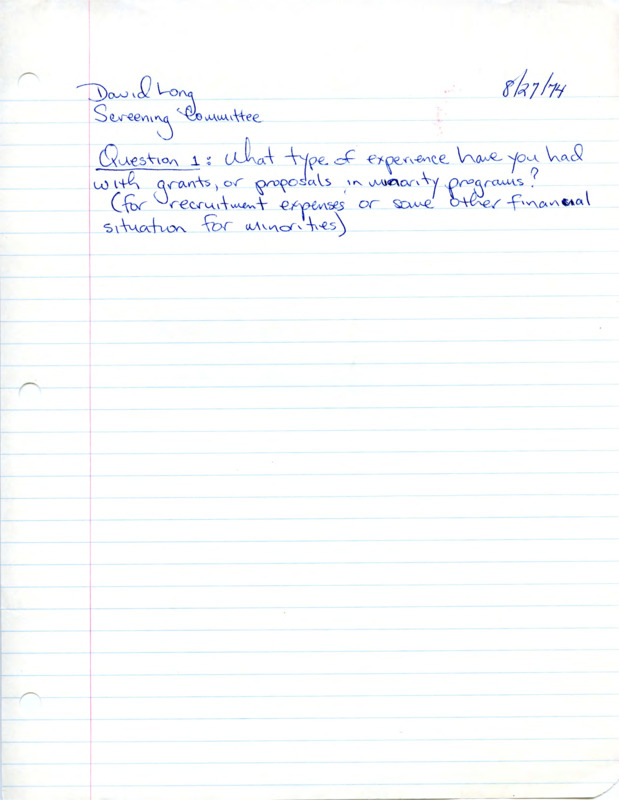 David Long
8/27/74
Screening Committee
Question 1: What type of experience have you had
with grants, or proposals in minority programs?
(for recruitment expenses or some other financial
situation for minorities)